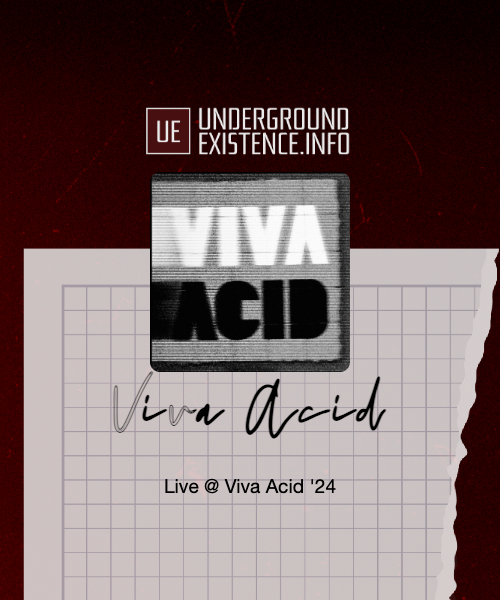 UE
UNDERGROUND
EXISTENCE.INFO
VIVA
ACID
Viva Acid
Live @ Viva Acid '24